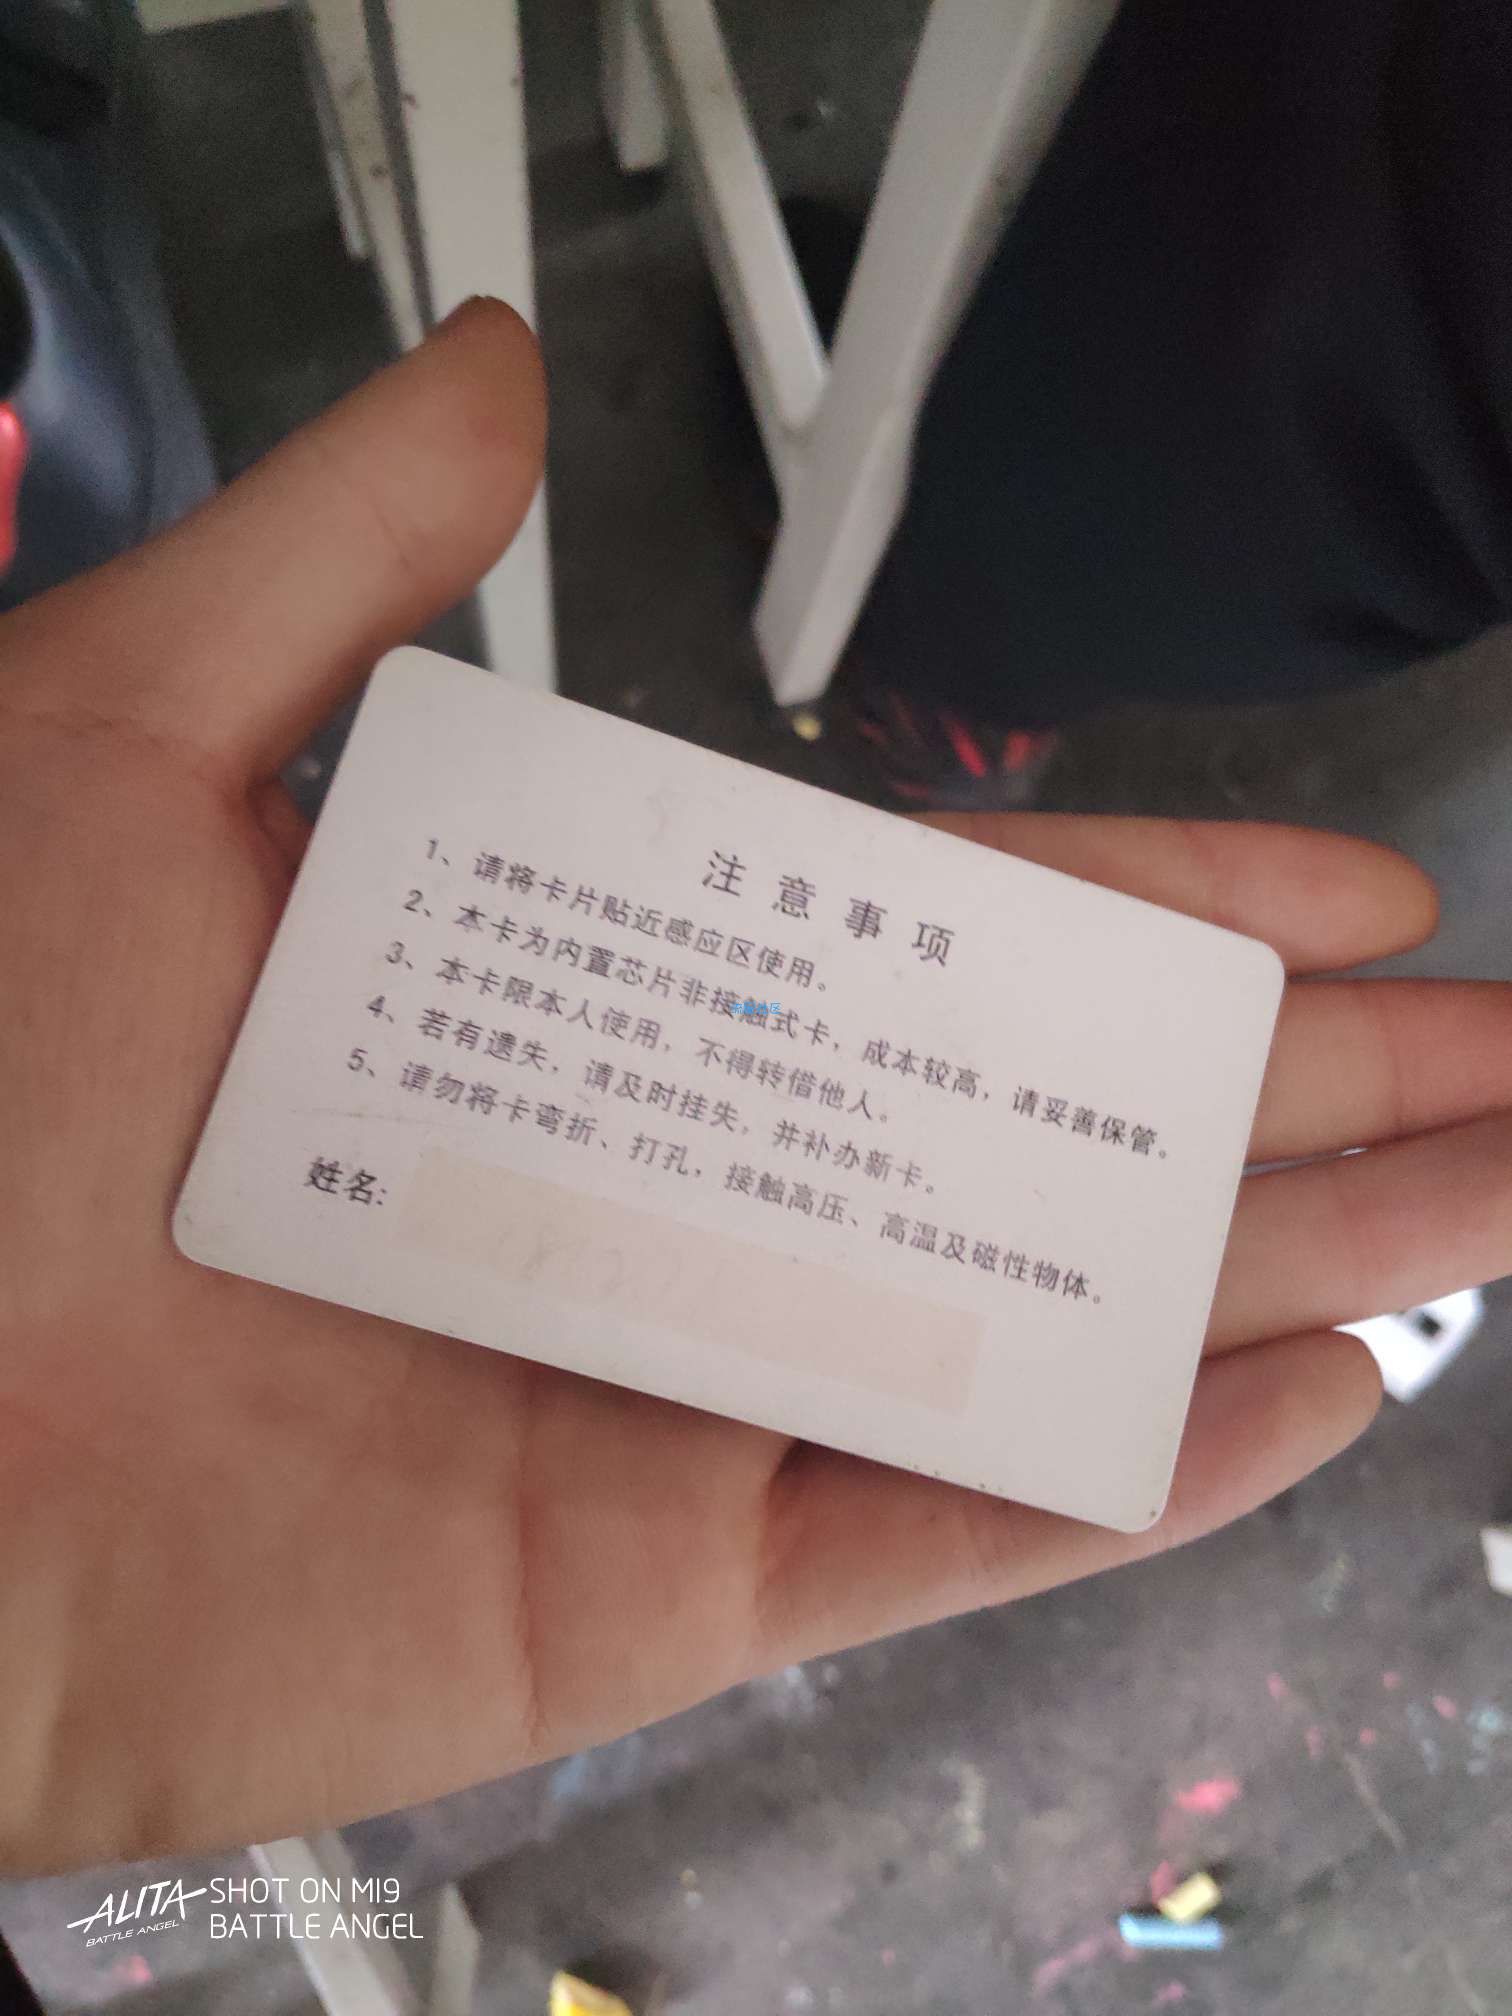 注意事项
1、请将卡片贴近感应区使用。
2、本卡为内置芯片非接触式卡，成本较高，请妥善保管。
3、本卡限本人使用，不得转借他人。
4、若有遗失，请及时挂失，并补办新卡。
5、请勿将卡弯折、打孔，接触高压、高温及磁性物体。
姓名:
ALITA
BATTLE ANGEL
SHOT ON MI9
BATTLE ANGEL